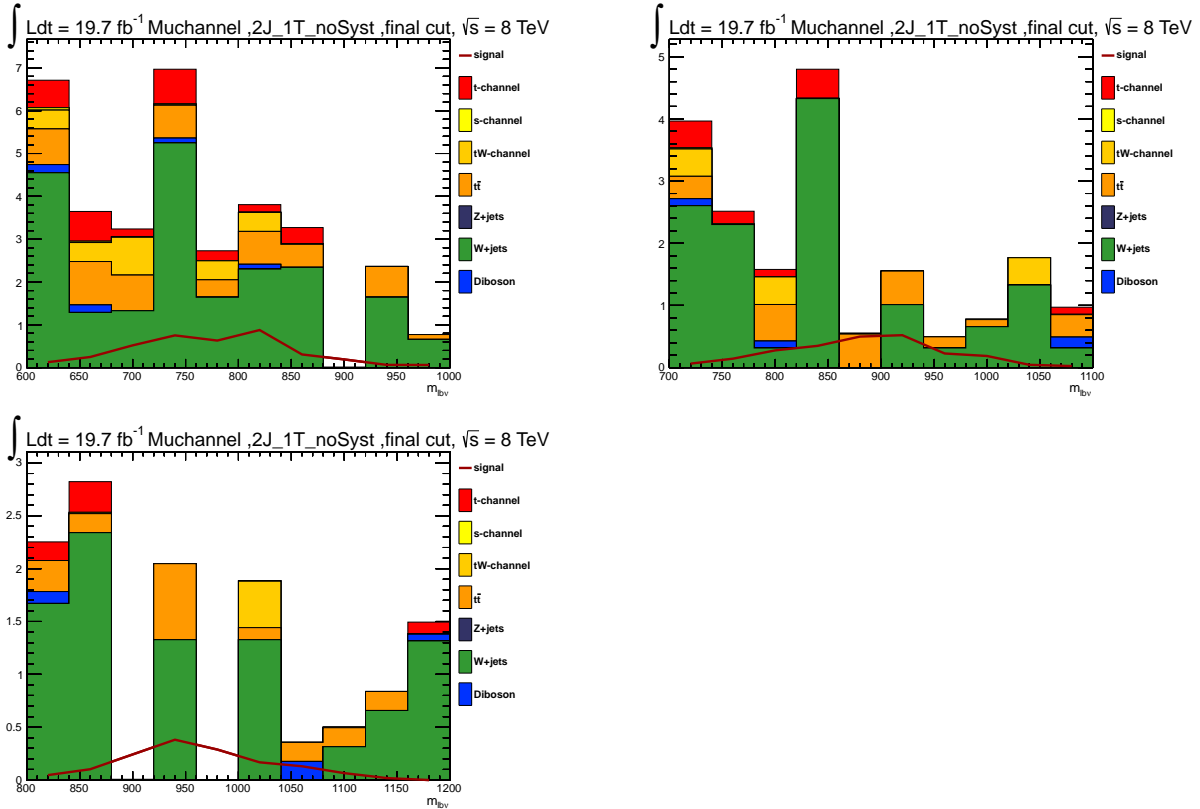 ∫ Ldt = 19.7 fb⁻¹ Muchannel ,2J_1T_noSyst ,final cut, √s = 8 TeV
signal
t-channel
s-channel
tW-channel
tt̄
Z+jets
W+jets
Diboson
7
6
5
4
3
2
1
0
600 650 700 750 800 850 900 950 1000
m_lbν
∫ Ldt = 19.7 fb⁻¹ Muchannel ,2J_1T_noSyst ,final cut, √s = 8 TeV
signal
t-channel
s-channel
tW-channel
tt̄
Z+jets
W+jets
Diboson
5
4
3
2
1
0
700 750 800 850 900 950 1000 1050 1100
m_lbν
∫ Ldt = 19.7 fb⁻¹ Muchannel ,2J_1T_noSyst ,final cut, √s = 8 TeV
signal
t-channel
s-channel
tW-channel
tt̄
Z+jets
W+jets
Diboson
3
2.5
2
1.5
1
0.5
0
800 850 900 950 1000 1050 1100 1150 1200
m_lbν